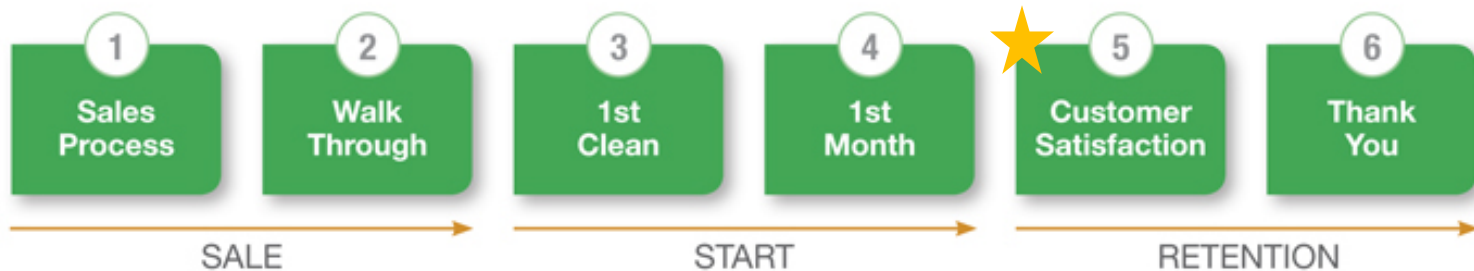 1
Sales
Process
2
Walk
Through
3
1st
Clean
4
1st
Month
5
Customer
Satisfaction
6
Thank
You
SALE
START
RETENTION